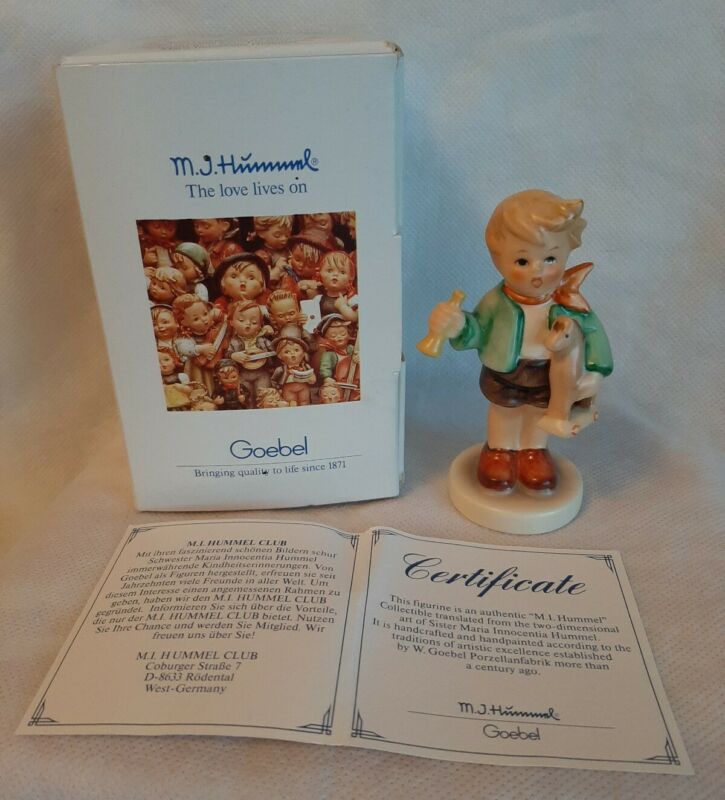 M.J.Hummel®
The love lives on
Goebel
Bringing quality to life since 1871
M.I. HUMMEL CLUB
Mit ihren faszinierend schönen Bildern schuf
Schwester Maria Innocentia Hummel
immerwährende Kindheitserinnerungen. Von
Goebel als Figuren hergestellt, erfreuen sie seit
Jahrzehnten viele Freunde in aller Welt. Um
diesem Interesse einen angemessenen Rahmen zu
geben, haben wir den M.I. HUMMEL CLUB
gegründet. Informieren Sie sich über die Vorteile,
die nur der M.I. HUMMEL CLUB bietet. Nutzen
Sie Ihre Chance und werden Sie Mitglied. Wir
freuen uns über Sie!
M.I. HUMMEL CLUB
Coburger Straße 7
D-8633 Rödental
West-Germany
Certificate
This figurine is an authentic "M.I. Hummel"
Collectible translated from the two-dimensional
art of Sister Maria Innocentia Hummel.
It is handcrafted and handpainted according to the
traditions of artistic excellence established
by W. Goebel Porzellanfabrik more than
a century ago.
M.J.Hummel
Goebel